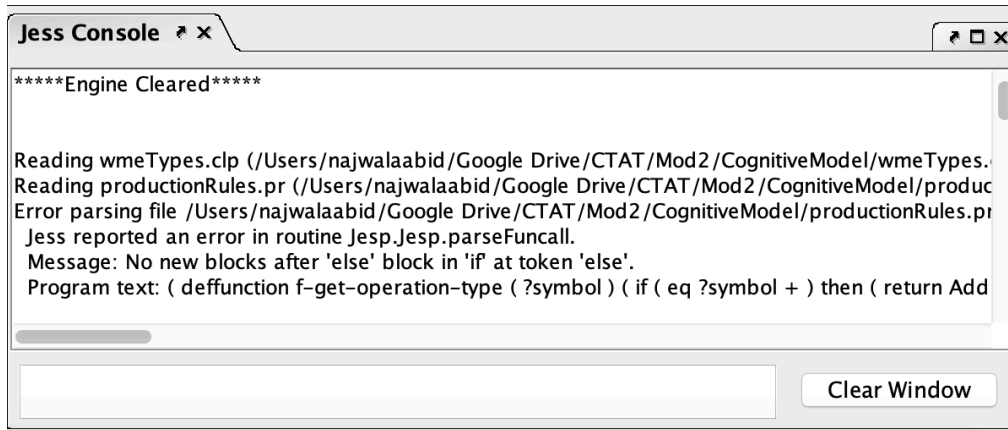 Jess Console
*****Engine Cleared*****
Reading wmeTypes.clp (/Users/najwalaabid/Google Drive/CTAT/Mod2/CognitiveModel/wmeTypes.
Reading productionRules.pr (/Users/najwalaabid/Google Drive/CTAT/Mod2/CognitiveModel/produc
Error parsing file /Users/najwalaabid/Google Drive/CTAT/Mod2/CognitiveModel/productionRules.pr
Jess reported an error in routine Jesp.Jesp.parseFuncall.
Message: No new blocks after 'else' block in 'if' at token 'else'.
Program text: ( deffunction f-get-operation-type ( ?symbol ) ( if ( eq ?symbol + ) then ( return Add
Clear Window